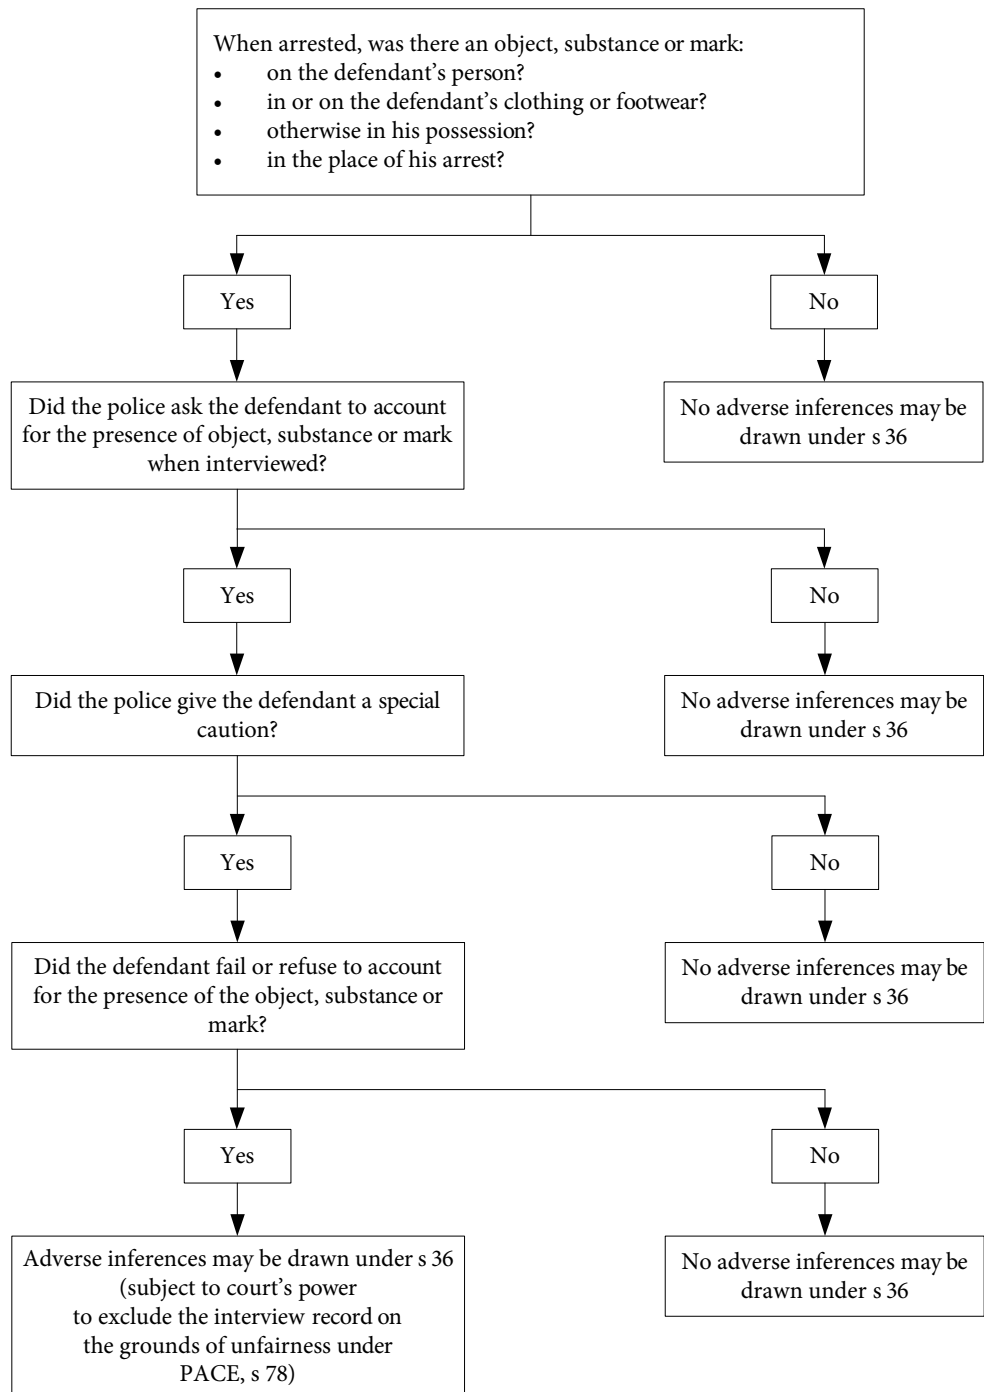 When arrested, was there an object, substance or mark:
• on the defendant’s person?
• in or on the defendant’s clothing or footwear?
• otherwise in his possession?
• in the place of his arrest?
Yes
No
Did the police ask the defendant to account
for the presence of object, substance or mark
when interviewed?
No adverse inferences may be
drawn under s 36
Yes
No
Did the police give the defendant a special
caution?
No adverse inferences may be
drawn under s 36
Yes
No
Did the defendant fail or refuse to account
for the presence of the object, substance or
mark?
No adverse inferences may be
drawn under s 36
Yes
No
Adverse inferences may be drawn under s 36
(subject to court’s power
to exclude the interview record on
the grounds of unfairness under
PACE, s 78)
No adverse inferences may be
drawn under s 36